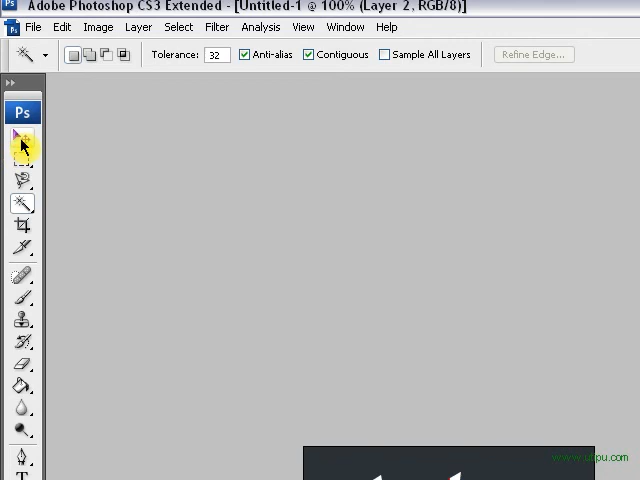 Adobe Photoshop CS3 Extended - [Untitled-1 @ 100% (Layer 2, RGB/8)]
File Edit Image Layer Select Filter Analysis View Window Help
Tolerance: 32 Anti-alias Contiguous Sample All Layers Refine Edge...
Ps
T